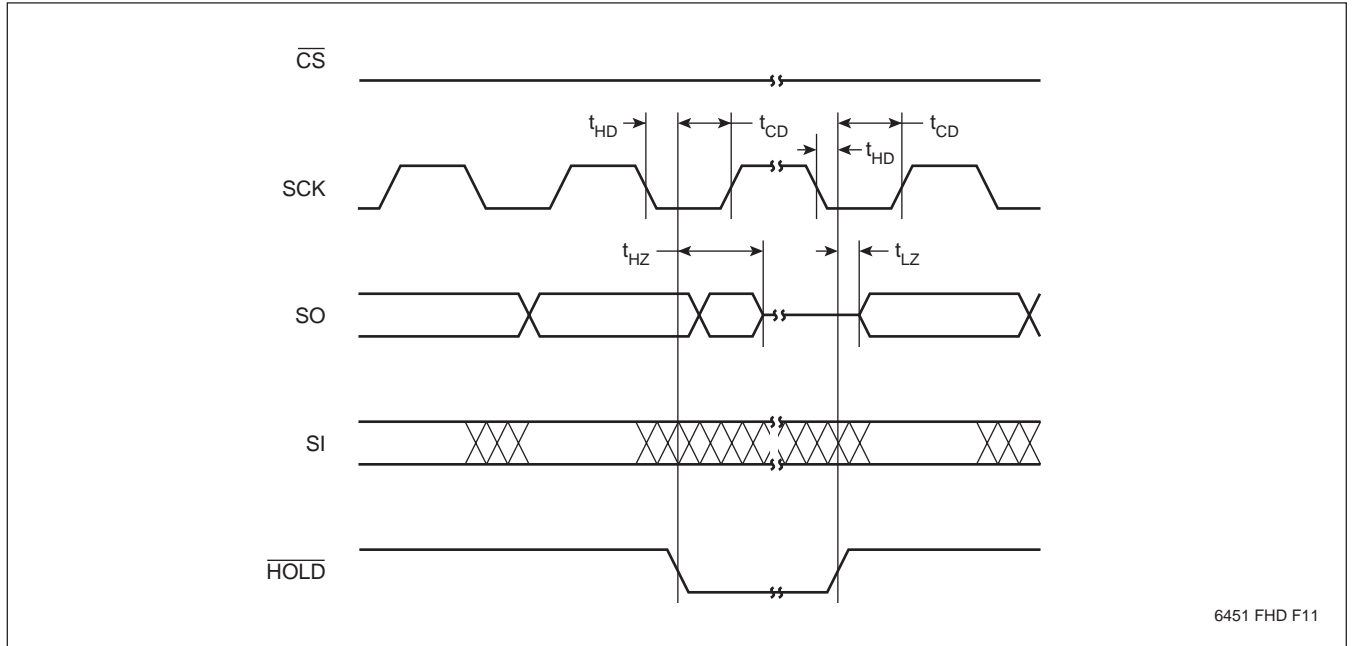 CS
tHD
tCD
tCD
tHD
SCK
tHZ
tLZ
SO
SI
HOLD
6451 FHD F11